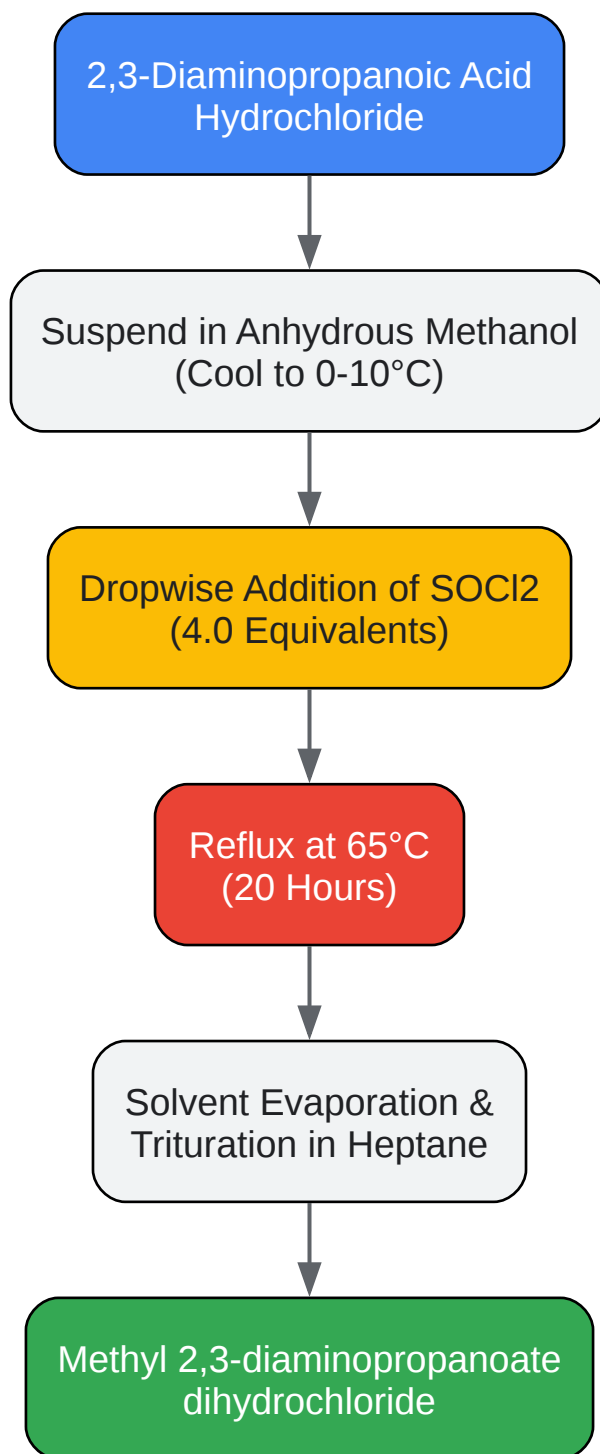 2,3-Diaminopropanoic Acid
Hydrochloride
Suspend in Anhydrous Methanol
(Cool to 0-10°C)
Dropwise Addition of SOCl2
(4.0 Equivalents)
Reflux at 65°C
(20 Hours)
Solvent Evaporation &
Trituration in Heptane
Methyl 2,3-diaminopropanoate
dihydrochloride